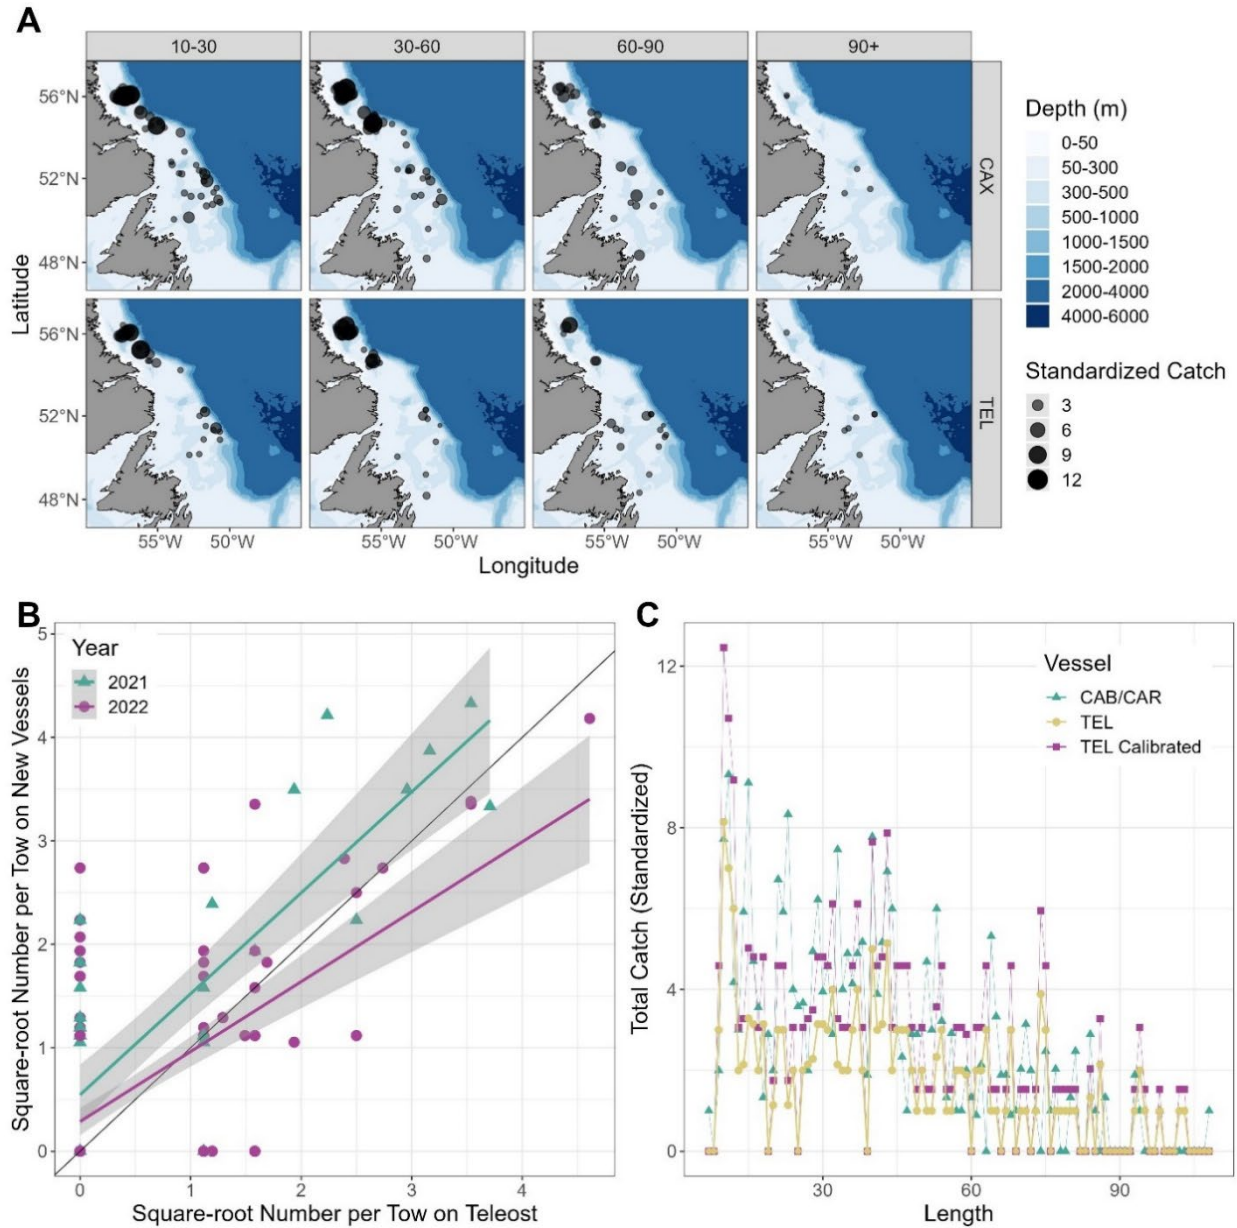 A
10-30 30-60 60-90 90+
56°N
52°N
48°N
CAX
56°N
52°N
48°N
TEL
55°W 50°W 55°W 50°W 55°W 50°W 55°W 50°W
Latitude
Longitude
Depth (m)
0-50
50-300
300-500
500-1000
1000-1500
1500-2000
2000-4000
4000-6000
Standardized Catch
3
6
9
12
B
Square-root Number per Tow on New Vessels
5
4
3
2
1
0
Year
2021
2022
0 1 2 3 4
Square-root Number per Tow on Teleost
C
Total Catch (Standardized)
12
8
4
0
Vessel
CAB/CAR
TEL
TEL Calibrated
30 60 90
Length